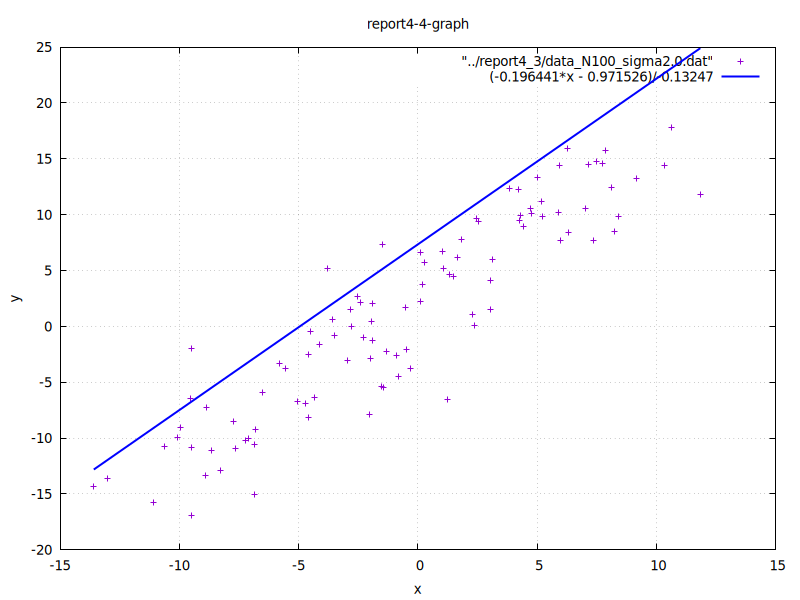 report4-4-graph
"../report4_3/data_N100_sigma2.0.dat"
(-0.196441*x - 0.971526)/-0.13247
25
20
15
10
5
0
-5
-10
-15
-20
y
-15 -10 -5 0 5 10 15
x